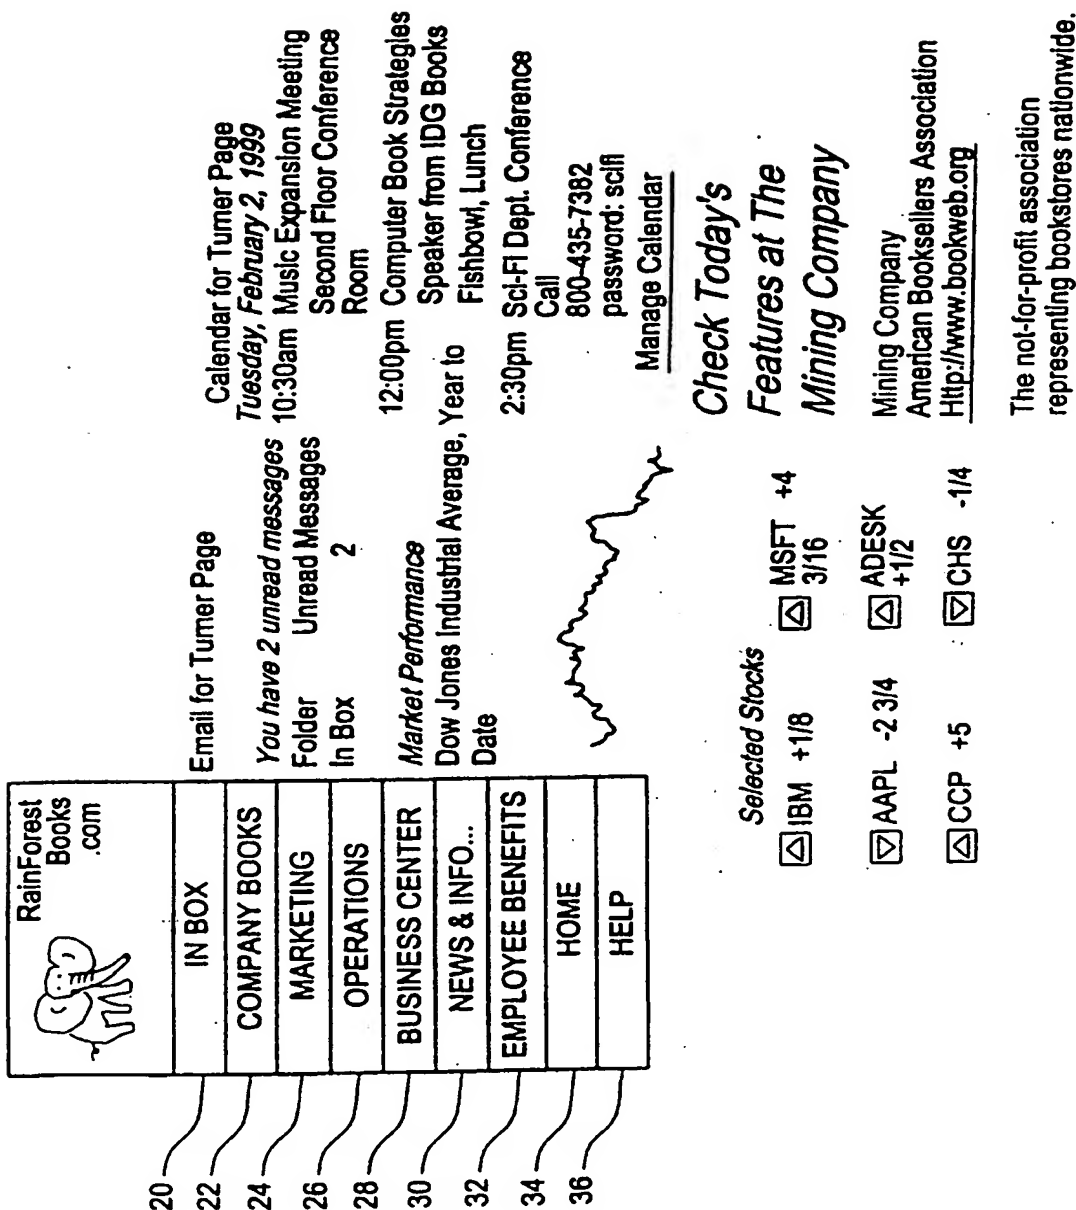 RainForest
Books
.com
20
IN BOX
22
COMPANY BOOKS
24
MARKETING
26
OPERATIONS
28
BUSINESS CENTER
30
NEWS & INFO...
32
EMPLOYEE BENEFITS
34
HOME
36
HELP
Email for Turner Page
You have 2 unread messages
Folder Unread Messages
In Box 2
Market Performance
Dow Jones Industrial Average, Year to
Date
Selected Stocks
IBM +1/8
MSFT +4
3/16
AAPL -2 3/4
ADESK
+1/2
CCP +5
CHS -1/4
Calendar for Turner Page
Tuesday, February 2, 1999
10:30am Music Expansion Meeting
Second Floor Conference
Room
12:00pm Computer Book Strategies
Speaker from IDG Books
Fishbowl, Lunch
2:30pm Sci-Fi Dept. Conference
Call
800-435-7382
password: scifi
Manage Calendar
Check Today's
Features at The
Mining Company
Mining Company
American Booksellers Association
Http://www.bookweb.org
The not-for-profit association
representing bookstores nationwide.